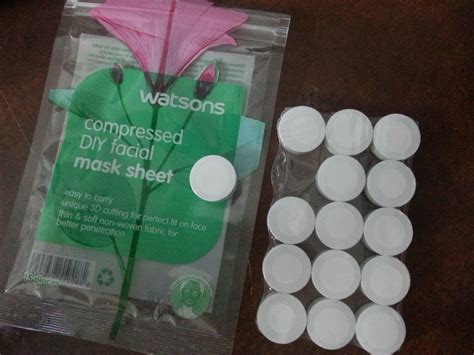 watsons
compressed
DIY facial
mask sheet
easy to carry
unique 3D cutting for perfect fit on face
thin & soft non-woven fabric for
better penetration